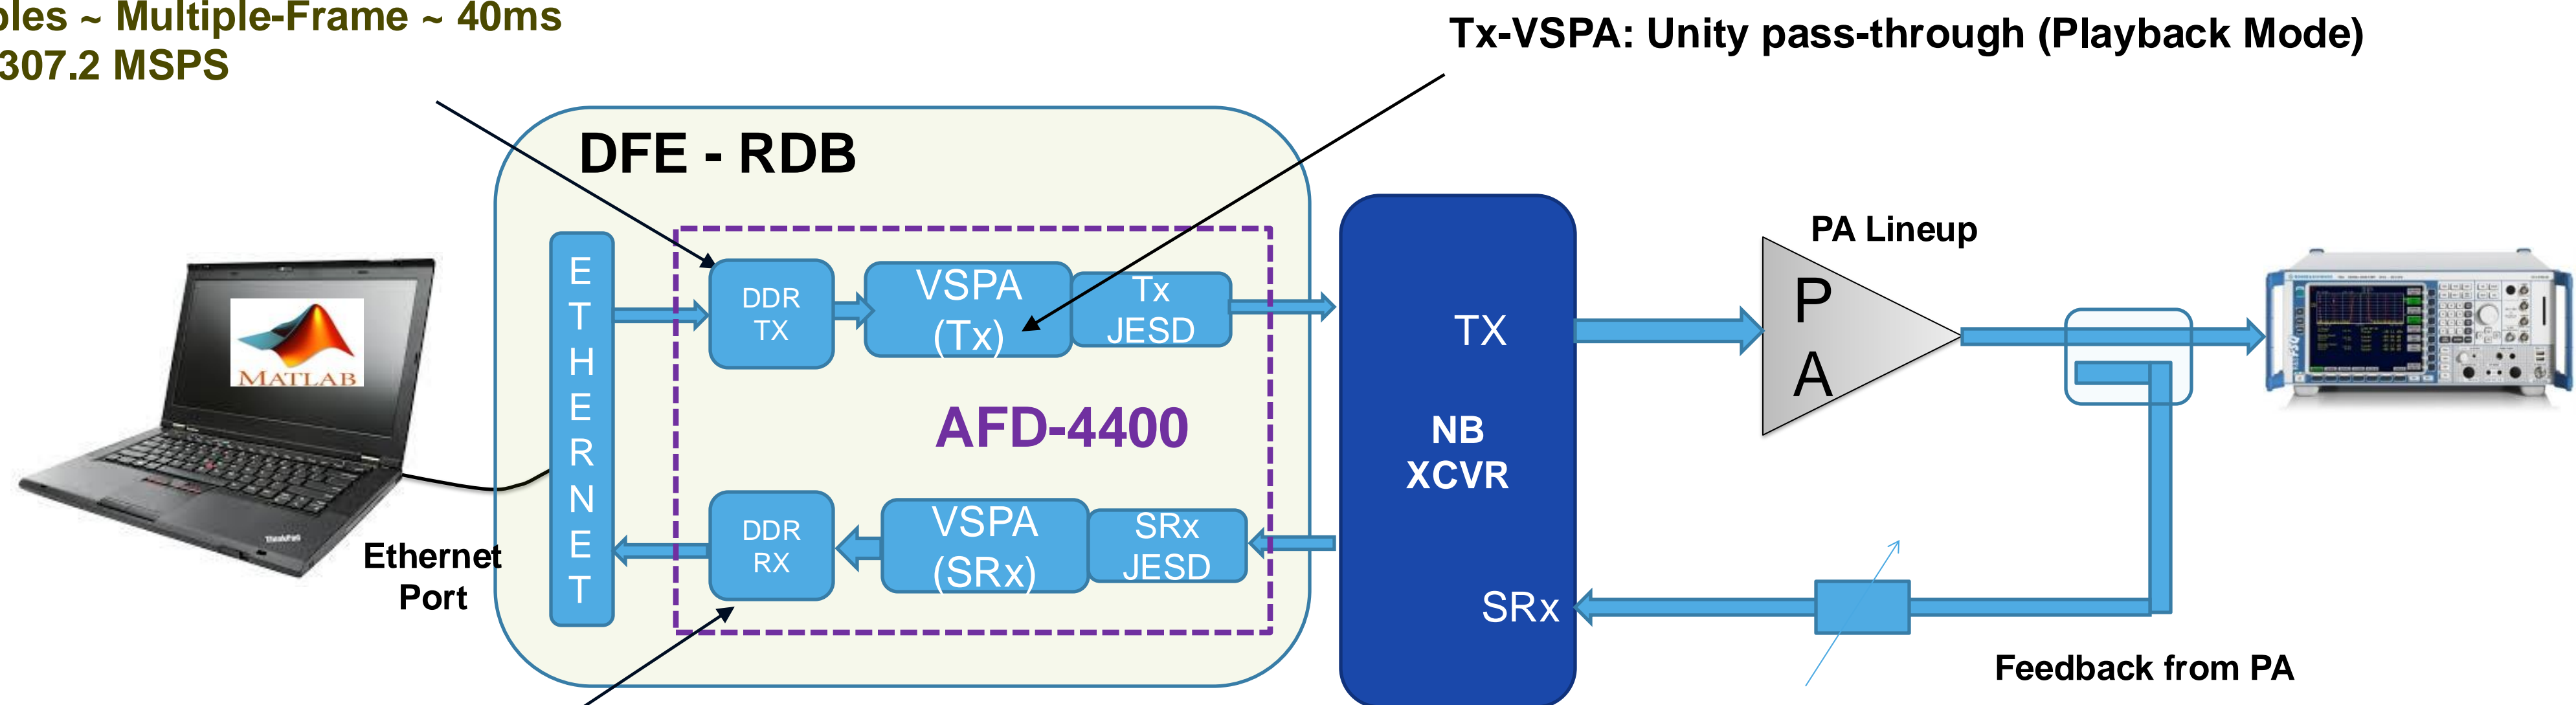 ~ Multiple-Frame ~ 40ms
307.2 MSPS
Tx-VSPA: Unity pass-through (Playback Mode)
DFE - RDB
PA Lineup
ETHERNET
DDR
TX
VSPA
(Tx)
Tx
JESD
TX
P
A
MATLAB
AFD-4400
NB
XCVR
DDR
RX
VSPA
(SRx)
SRx
JESD
SRx
Ethernet
Port
ThinkPad
Feedback from PA